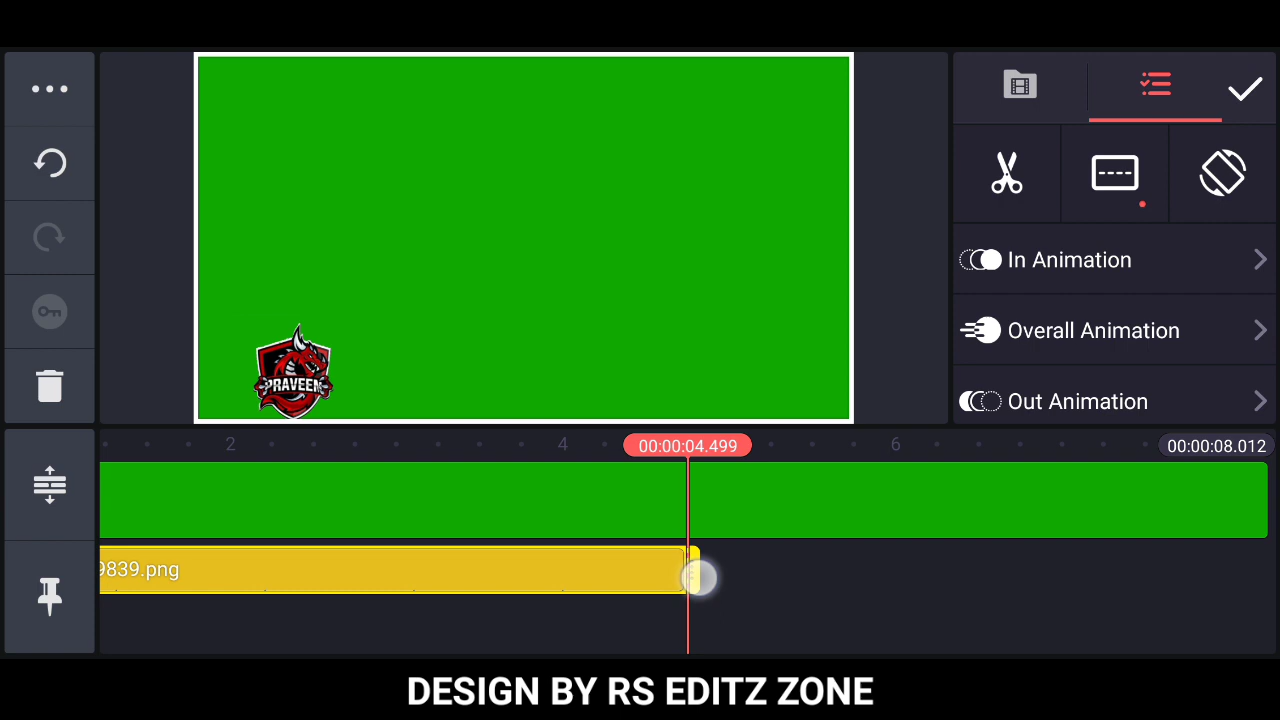 In Animation
Overall Animation
PRAVEEN
Out Animation
2
4
00:00:04.499
6
00:00:08.012
9839.png
DESIGN BY RS EDITZ ZONE